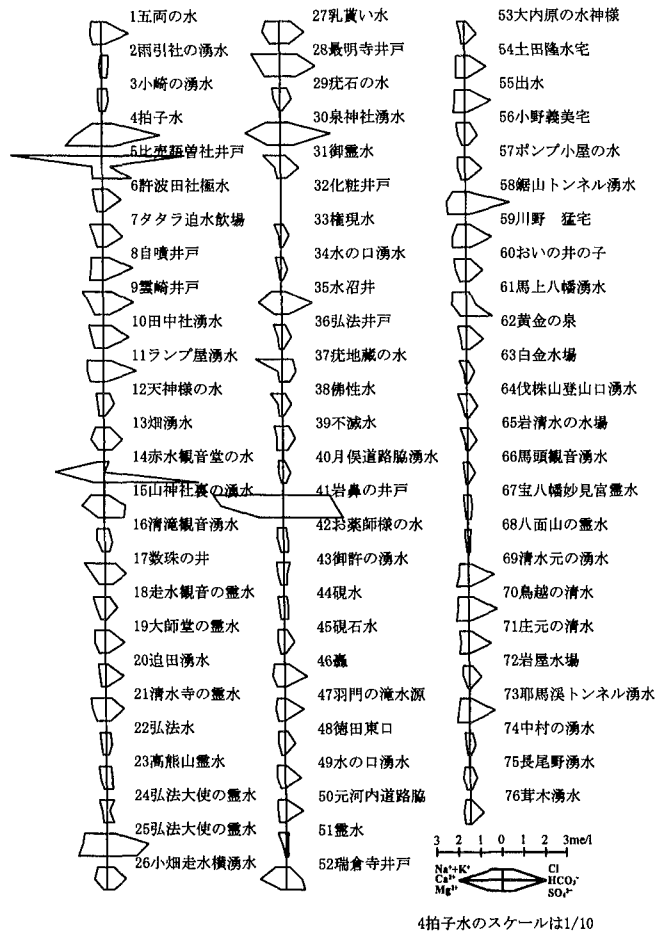 1五両の水
2雨引社の湧水
3小崎の湧水
4拍子水
5比売語曽社井戸
6許波田社極水
7タタラ迫水飲場
8自噴井戸
9雲崎井戸
10田中社湧水
11ランプ屋湧水
12天神様の水
13畑湧水
14赤水観音堂の水
15山神社裏の湧水
16清滝観音湧水
17数珠の井
18走水観音の霊水
19大師堂の霊水
20迫田湧水
21清水寺の霊水
22弘法水
23高熊山霊水
24弘法大使の霊水
25弘法大使の霊水
26小畑走水横湧水
27乳貰い水
28最明寺井戸
29疣石の水
30泉神社湧水
31御霊水
32化粧井戸
33権現水
34水の口湧水
35水沼井
36弘法井戸
37疣地蔵の水
38佛性水
39不滅水
40月俣道路脇湧水
41岩鼻の井戸
42お薬師様の水
43御許の湧水
44硯水
45硯石水
46轟
47羽門の滝水源
48徳田東口
49水の口湧水
50元河内道路脇
51霊水
52瑞倉寺井戸
53大内原の水神様
54土田隆水宅
55出水
56小野義美宅
57ポンプ小屋の水
58鋸山トンネル湧水
59川野 猛宅
60おいの井の子
61馬上八幡湧水
62黄金の泉
63白金水場
64伐株山登山口湧水
65岩清水の水場
66馬頭観音湧水
67宝八幡妙見宮霊水
68八面山の霊水
69清水元の湧水
70鳥越の清水
71庄元の清水
72岩屋水場
73耶馬渓トンネル湧水
74中村の湧水
75長尾野湧水
76茸木湧水
3 2 1 0 1 2 3me/l
Na⁺+K⁺ Cl
Ca²⁺ HCO₃⁻
Mg²⁺ SO₄²⁻
4拍子水のスケールは1/10